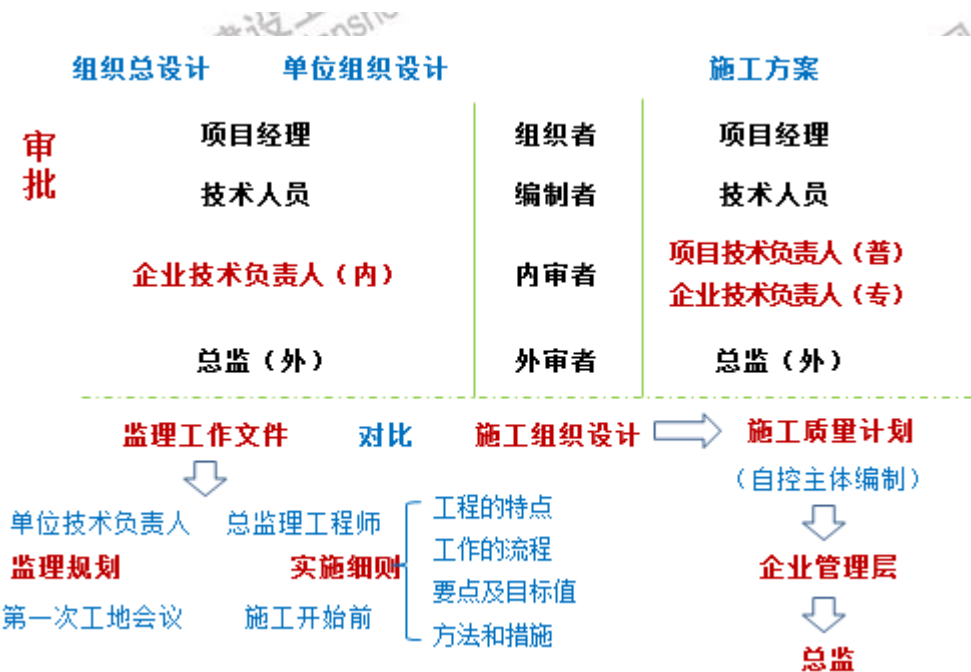 组织总设计 单位组织设计 施工方案
审批
项目经理 组织者 项目经理
技术人员 编制者 技术人员
企业技术负责人（内） 内审者 项目技术负责人（普）
企业技术负责人（专）
总监（外） 外审者 总监（外）
监理工作文件 对比 施工组织设计 施工质量计划
（自控主体编制）
单位技术负责人 总监理工程师
监理规划 实施细则
第一次工地会议 施工开始前
工程的特点
工作的流程
要点及目标值
方法和措施
企业管理层
总监